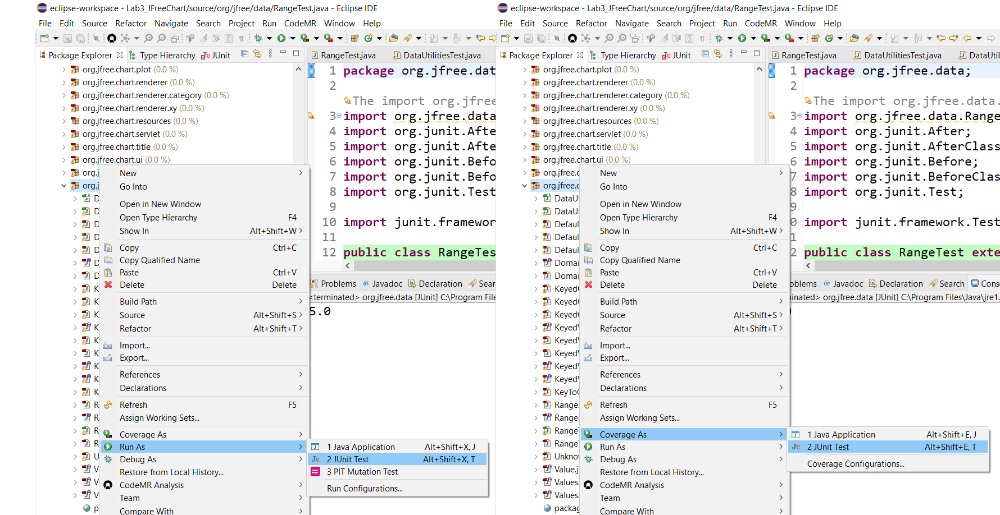 eclipse-workspace - Lab3_JFreeChart/source/org/jfree/data/RangeTest.java - Eclipse IDE
File Edit Source Refactor Navigate Search Project Run CodeMR Window Help
Package Explorer Type Hierarchy JUnit
org.jfree.chart.plot (0.0 %)
org.jfree.chart.renderer (0.0 %)
org.jfree.chart.renderer.category (0.0 %)
org.jfree.chart.renderer.xy (0.0 %)
org.jfree.chart.resources (0.0 %)
org.jfree.chart.servlet (0.0 %)
org.jfree.chart.title (0.0 %)
org.jfree.chart.ui (0.0 %)
org.j
org.j
D
D
D
D
D
D
D
K
K
K
K
K
K
K
K
K
R
R
R
R
U
V
V
V
p
New
Go Into
Open in New Window
Open Type Hierarchy F4
Show In Alt+Shift+W >
Copy Ctrl+C
Copy Qualified Name
Paste Ctrl+V
Delete Delete
Build Path
Source Alt+Shift+S >
Refactor Alt+Shift+T >
Import...
Export...
References
Declarations
Refresh F5
Assign Working Sets...
Coverage As
Run As
Debug As
Restore from Local History...
CodeMR Analysis
Team
Compare With
1 Java Application Alt+Shift+X, J
2 JUnit Test Alt+Shift+X, T
3 PIT Mutation Test
Run Configurations...
RangeTest.java DataUtilitiesTest.java
1 package org.jfree.dat
2
The import org.jfree
3 import org.jfree.data
4 import org.junit.Afte
5 import org.junit.Afte
6 import org.junit.Befo
7 import org.junit.Befo
8 import org.junit.Test
9
10 import junit.framewor
11
12 public class RangeTes
Problems Javadoc Declaration Sear
<terminated> org.jfree.data [JUnit] C:\Program File
5.0
eclipse-workspace - Lab3_JFreeChart/source/org/jfree/data/RangeTest.java - Eclipse IDE
File Edit Source Refactor Navigate Search Project Run CodeMR Window Help
Package Explorer Type Hierarchy JUnit
org.jfree.chart.plot (0.0 %)
org.jfree.chart.renderer (0.0 %)
org.jfree.chart.renderer.category (0.0 %)
org.jfree.chart.renderer.xy (0.0 %)
org.jfree.chart.resources (0.0 %)
org.jfree.chart.servlet (0.0 %)
org.jfree.chart.title (0.0 %)
org.jfree.chart.ui (0.0 %)
org.jfree.c
org.jfree.d
DataUt
DataUt
Defaul
Defaul
Defaul
Domai
Domai
KeyedC
KeyedC
KeyedC
KeyedV
KeyedV
KeyedV
KeyedV
KeyedV
KeyToC
Range.
RangeI
RangeT
RangeT
Unknov
Value.j
Values.
Values2
packag
New
Go Into
Open in New Window
Open Type Hierarchy F4
Show In Alt+Shift+W >
Copy Ctrl+C
Copy Qualified Name
Paste Ctrl+V
Delete Delete
Build Path
Source Alt+Shift+S >
Refactor Alt+Shift+T >
Import...
Export...
References
Declarations
Refresh F5
Assign Working Sets...
Coverage As
Run As
Debug As
Restore from Local History...
CodeMR Analysis
Team
Compare With
1 Java Application Alt+Shift+E, J
2 JUnit Test Alt+Shift+E, T
Coverage Configurations...
RangeTest.java DataUtilitiesTest.java DataUtil
1 package org.jfree.data;
2
The import org.jfree.data.
3 import org.jfree.data.Range
4 import org.junit.After;
5 import org.junit.AfterClass
6 import org.junit.Before;
7 import org.junit.BeforeClas
8 import org.junit.Test;
9
0 import junit.framework.Test
1
2 public class RangeTest exte
oblems Javadoc Declaration Search Cons
inated> org.jfree.data [JUnit] C:\Program Files\Java\jre1.